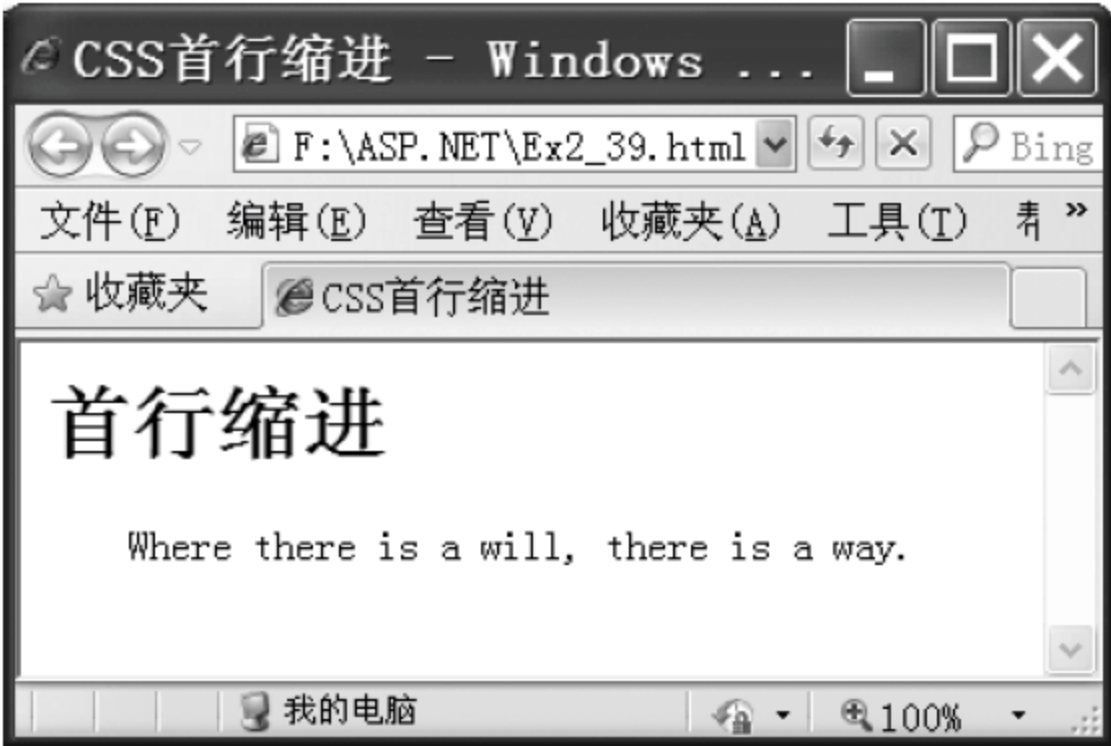 CSS首行缩进 - Windows ...
F:\ASP.NET\Ex2_39.html
Bing
文件(F) 编辑(E) 查看(V) 收藏夹(A) 工具(T) »
收藏夹 CSS首行缩进
首行缩进
Where there is a will, there is a way.
我的电脑 100%